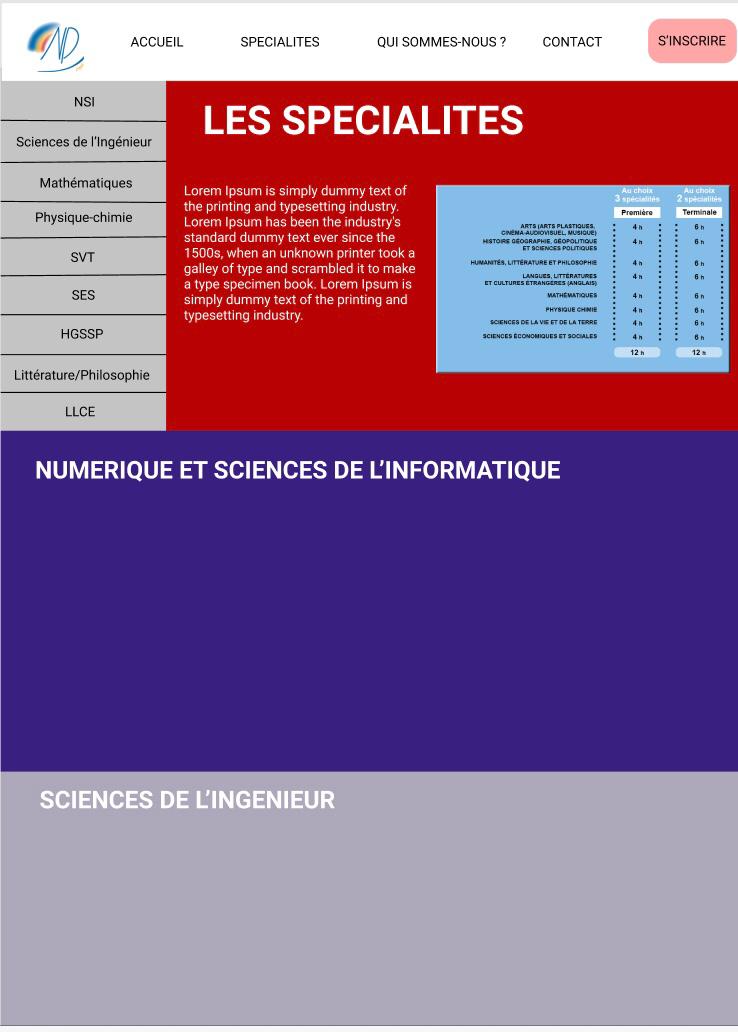 ND
ACCUEIL
SPECIALITES
QUI SOMMES-NOUS ?
CONTACT
S'INSCRIRE
NSI
Sciences de l'Ingénieur
Mathématiques
Physique-chimie
SVT
SES
HGSSP
Littérature/Philosophie
LLCE
LES SPECIALITES
Lorem Ipsum is simply dummy text of
the printing and typesetting industry.
Lorem Ipsum has been the industry's
standard dummy text ever since the
1500s, when an unknown printer took a
galley of type and scrambled it to make
a type specimen book. Lorem Ipsum is
simply dummy text of the printing and
typesetting industry.
Au choix
3 spécialités
Première
Au choix
2 spécialités
Terminale
ARTS (ARTS PLASTIQUES,
CINÉMA-AUDIOVISUEL, MUSIQUE) 4 h 6 h
HISTOIRE GÉOGRAPHIE, GÉOPOLITIQUE
ET SCIENCES POLITIQUES 4 h 6 h
HUMANITÉS, LITTÉRATURE ET PHILOSOPHIE 4 h 6 h
LANGUES, LITTÉRATURES
ET CULTURES ÉTRANGÈRES (ANGLAIS) 4 h 6 h
MATHÉMATIQUES 4 h 6 h
PHYSIQUE CHIMIE 4 h 6 h
SCIENCES DE LA VIE ET DE LA TERRE 4 h 6 h
SCIENCES ÉCONOMIQUES ET SOCIALES 4 h 6 h
12 h 12 h
NUMERIQUE ET SCIENCES DE L'INFORMATIQUE
SCIENCES DE L'INGENIEUR